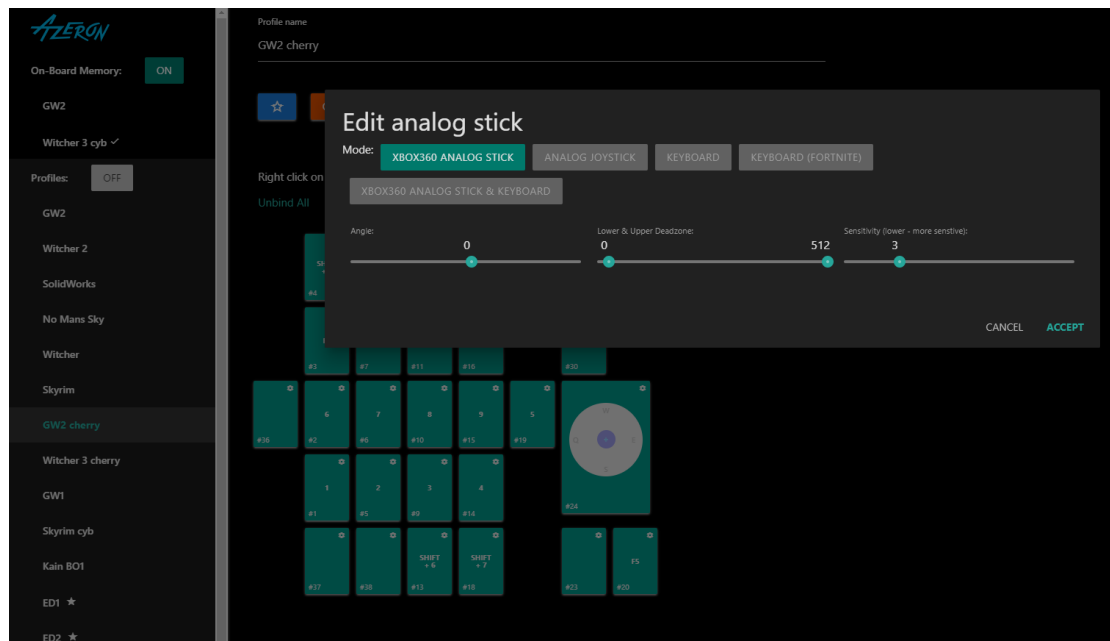 AZERON
On-Board Memory: ON
GW2
Witcher 3 cyb
Profiles: OFF
GW2
Witcher 2
SolidWorks
No Mans Sky
Witcher
Skyrim
GW2 cherry
Witcher 3 cherry
GW1
Skyrim cyb
Kain BO1
ED1
ED2
Profile name
GW2 cherry
Right click on
Unbind All
Edit analog stick
Mode: XBOX360 ANALOG STICK ANALOG JOYSTICK KEYBOARD KEYBOARD (FORTNITE)
XBOX360 ANALOG STICK & KEYBOARD
Angle: Lower & Upper Deadzone: Sensitivity (lower - more senstive):
0 0 512 3
CANCEL ACCEPT
#4
#3 #7 #11 #16 #30
6 7 8 9 5 W
#36 #2 #6 #10 #15 #19
S
1 2 3 4
#1 #5 #9 #14 #24
SHIFT SHIFT
+ 6 + 7 F5
#37 #38 #13 #18 #23 #20